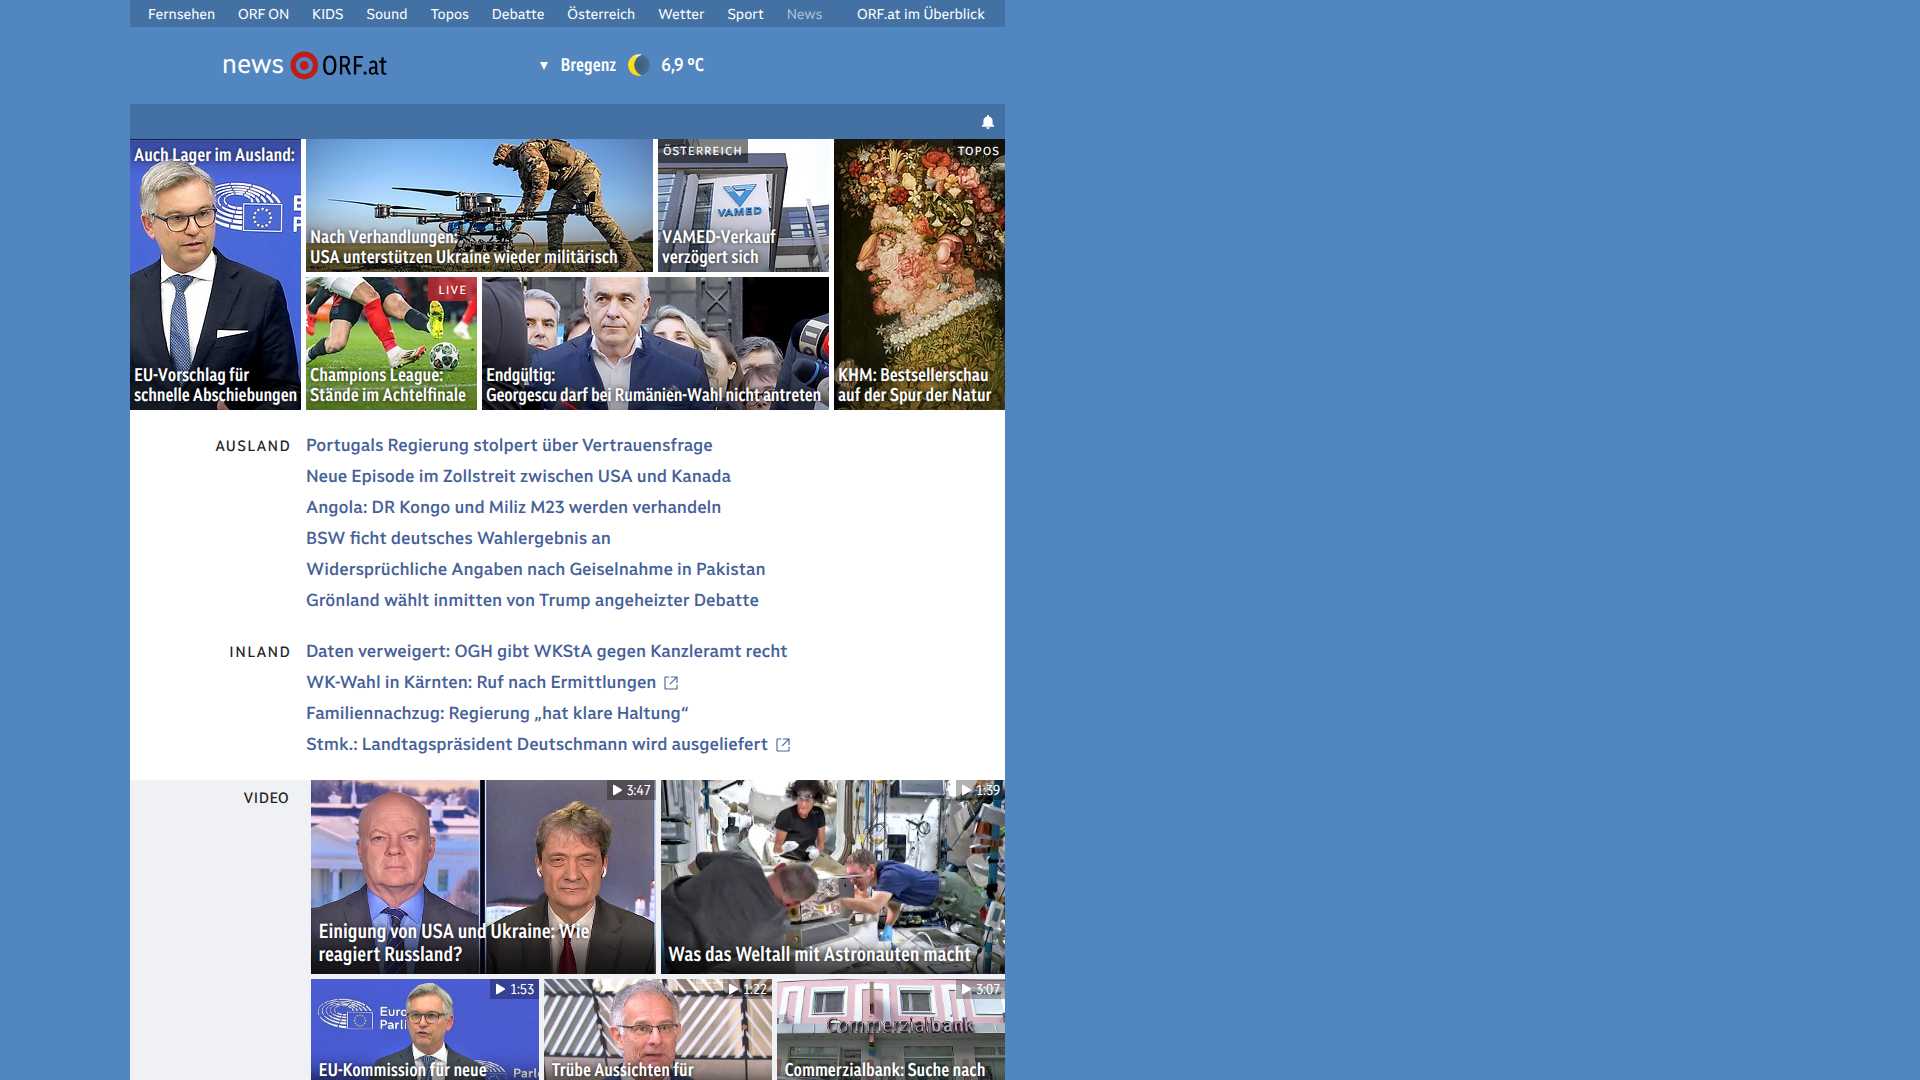 Fernsehen ORF ON KIDS Sound Topos Debatte Österreich Wetter Sport News ORF.at im Überblick
news ORF.at
Bregenz 6,9 °C
Auch Lager im Ausland:
EU-Vorschlag für
schnelle Abschiebungen
Nach Verhandlungen:
USA unterstützen Ukraine wieder militärisch
ÖSTERREICH
VAMED
VAMED-Verkauf
verzögert sich
TOPOS
KHM: Bestsellerschau
auf der Spur der Natur
LIVE
Champions League:
Stände im Achtelfinale
Endgültig:
Georgescu darf bei Rumänien-Wahl nicht antreten
AUSLAND
Portugals Regierung stolpert über Vertrauensfrage
Neue Episode im Zollstreit zwischen USA und Kanada
Angola: DR Kongo und Miliz M23 werden verhandeln
BSW ficht deutsches Wahlergebnis an
Widersprüchliche Angaben nach Geiselnahme in Pakistan
Grönland wählt inmitten von Trump angeheizter Debatte
INLAND
Daten verweigert: OGH gibt WKStA gegen Kanzleramt recht
WK-Wahl in Kärnten: Ruf nach Ermittlungen
Familiennachzug: Regierung „hat klare Haltung“
Stmk.: Landtagspräsident Deutschmann wird ausgeliefert
VIDEO
3:47
Einigung von USA und Ukraine: Wie
reagiert Russland?
1:39
Was das Weltall mit Astronauten macht
1:53
EU-Kommission für neue
1:22
Trübe Aussichten für
3:07
Commerzialbank
Commerzialbank: Suche nach